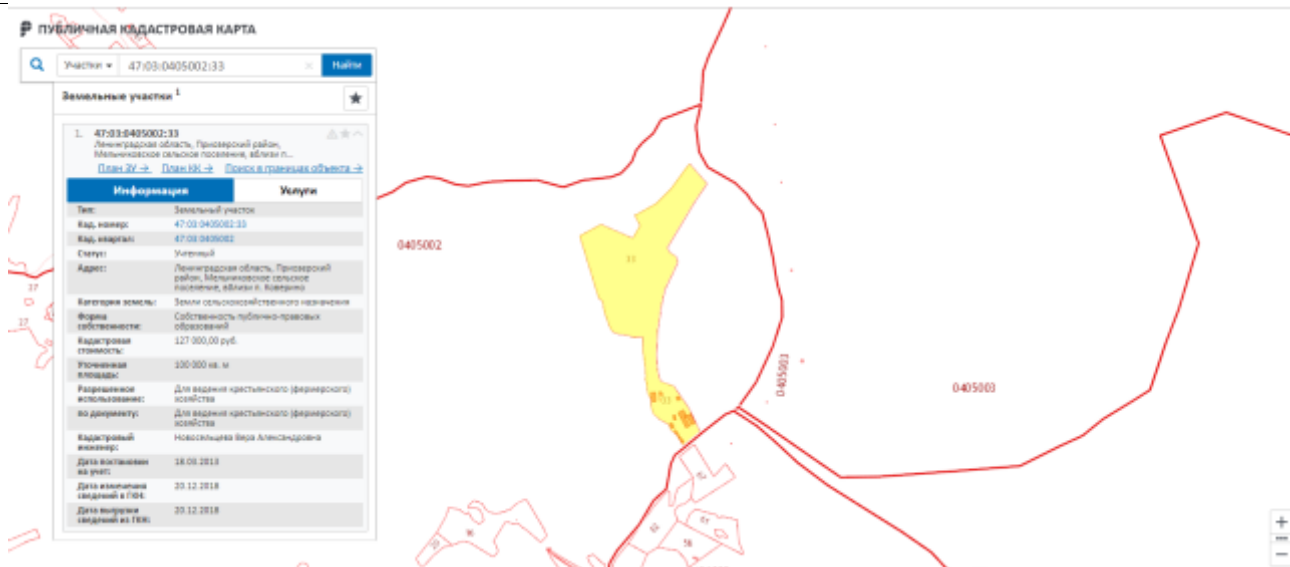 ПУБЛИЧНАЯ КАДАСТРОВАЯ КАРТА
Участки 47:03:0405002:33 × Найти
Земельные участки 1
1. 47:03:0405002:33
Ленинградская область, Приозерский район,
Мельниковское сельское поселение, вблизи п...
План ЗУ → План КК → Поиск в границах объекта →
Информация Услуги
Тип: Земельный участок
Кад. номер: 47:03:0405002:33
Кад. квартал: 47:03:0405002
Статус: Учтенный
Адрес: Ленинградская область, Приозерский
район, Мельниковское сельское
поселение, вблизи п. Коверино
Категория земель: Земли сельскохозяйственного назначения
Форма собственности: Собственность публично-правовых
образований
Кадастровая стоимость: 127 000,00 руб.
Уточненная площадь: 100 000 кв. м
Разрешенное использование: Для ведения крестьянского (фермерского)
хозяйства
по документу: Для ведения крестьянского (фермерского)
хозяйства
Кадастровый инженер: Новосельцева Вера Александровна
Дата постановки на учет: 18.03.2013
Дата изменения сведений в ГКН: 20.12.2018
Дата выгрузки сведений из ГКН: 20.12.2018
0405002
33
33
0405003
0405003
37
62
56
96